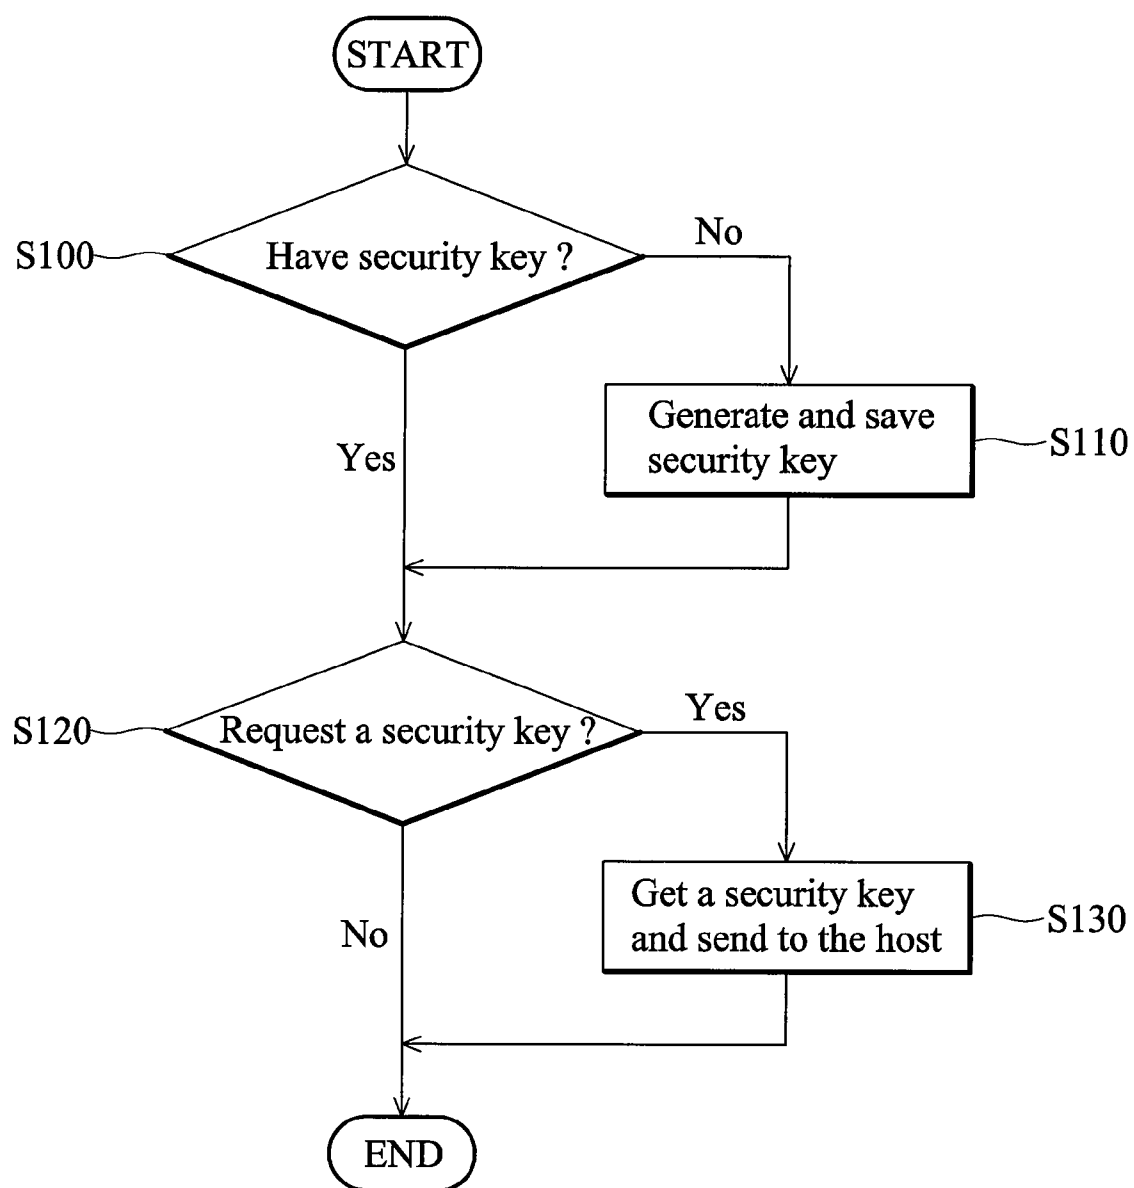 START
No
S100
Have security key ?
Generate and save
security key
S110
Yes
Yes
S120
Request a security key ?
Get a security key
and send to the host
S130
No
END